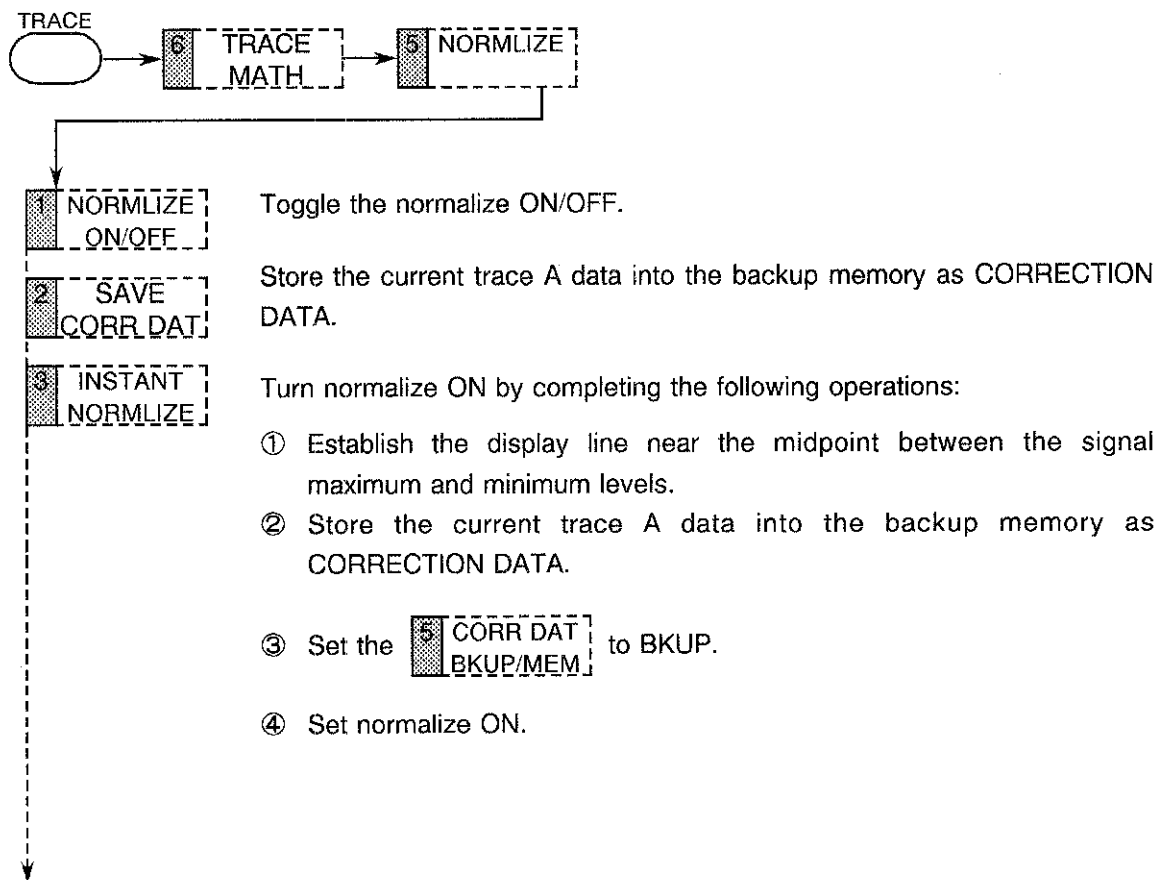 TRACE
6 TRACE
MATH
5 NORMLIZE
1 NORMLIZE
ON/OFF
Toggle the normalize ON/OFF.
2 SAVE
CORR DAT
Store the current trace A data into the backup memory as CORRECTION
DATA.
3 INSTANT
NORMLIZE
Turn normalize ON by completing the following operations:
① Establish the display line near the midpoint between the signal
maximum and minimum levels.
② Store the current trace A data into the backup memory as
CORRECTION DATA.
③ Set the 5 CORR DAT
BKUP/MEM to BKUP.
④ Set normalize ON.